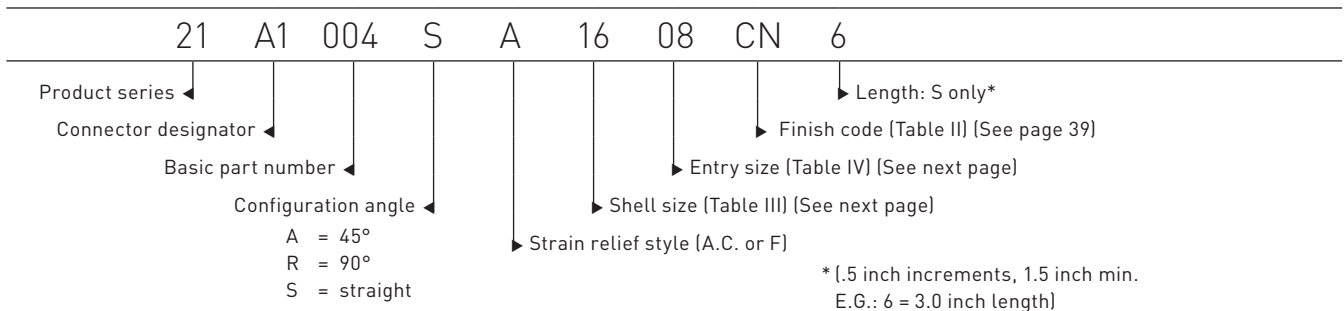 21 A1 004 S A 16 08 CN 6
Product series
Length: S only*
Connector designator
Finish code (Table II) (See page 39)
Basic part number
Entry size (Table IV) (See next page)
Configuration angle
Shell size (Table III) (See next page)
A = 45°
Strain relief style (A.C. or F)
R = 90°
S = straight
* (.5 inch increments, 1.5 inch min.
E.G.: 6 = 3.0 inch length)